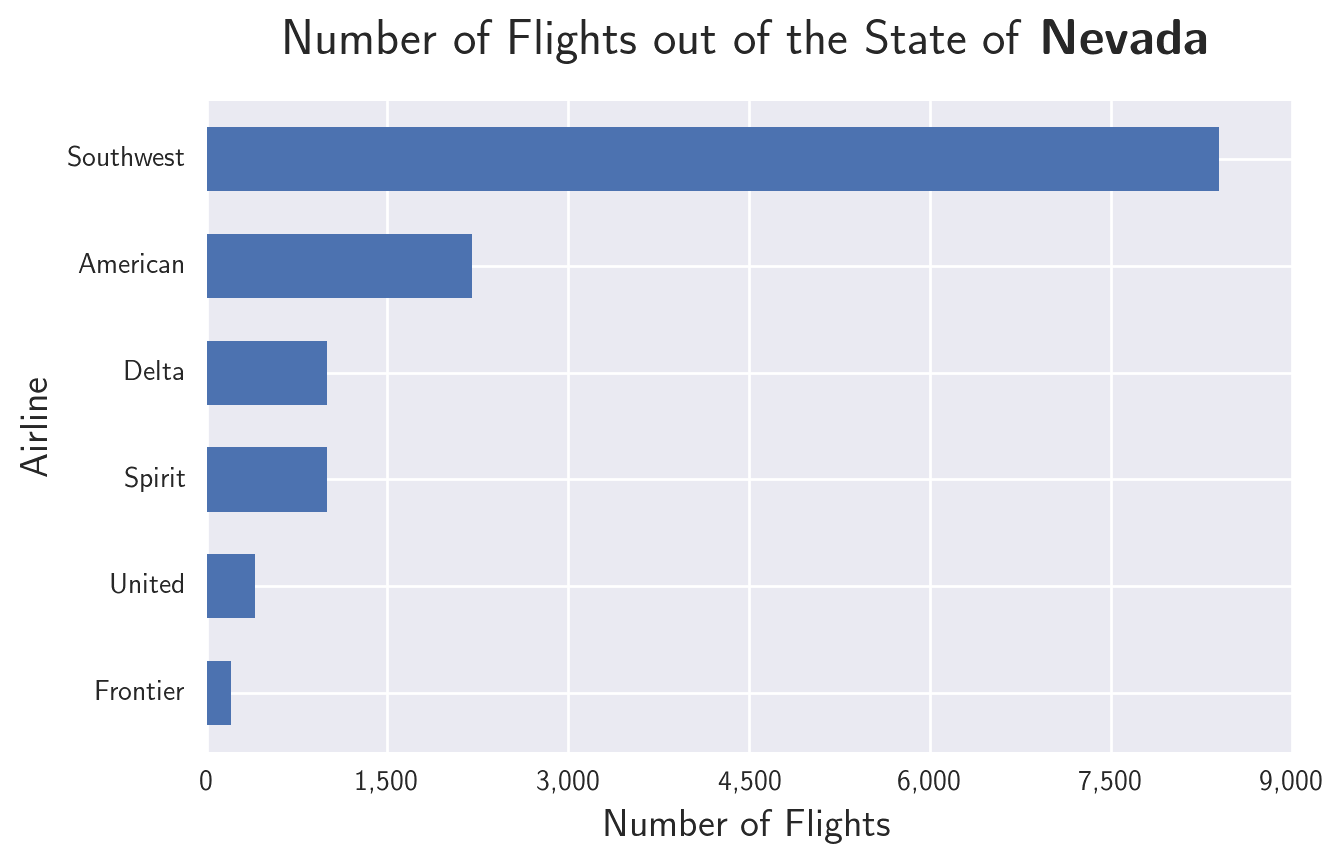 Number of Flights out of the State of Nevada
Southwest
American
Delta
Spirit
United
Frontier
Airline
0 1,500 3,000 4,500 6,000 7,500 9,000
Number of Flights